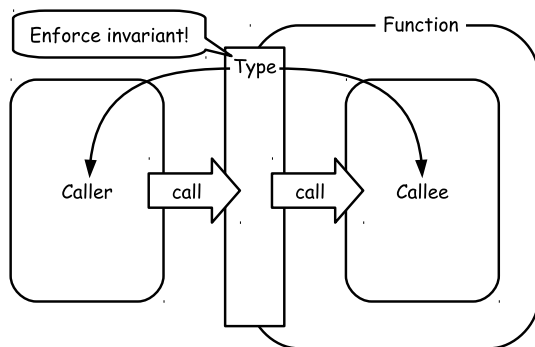 Function
Enforce invariant!
Type
Caller
call
call
Callee